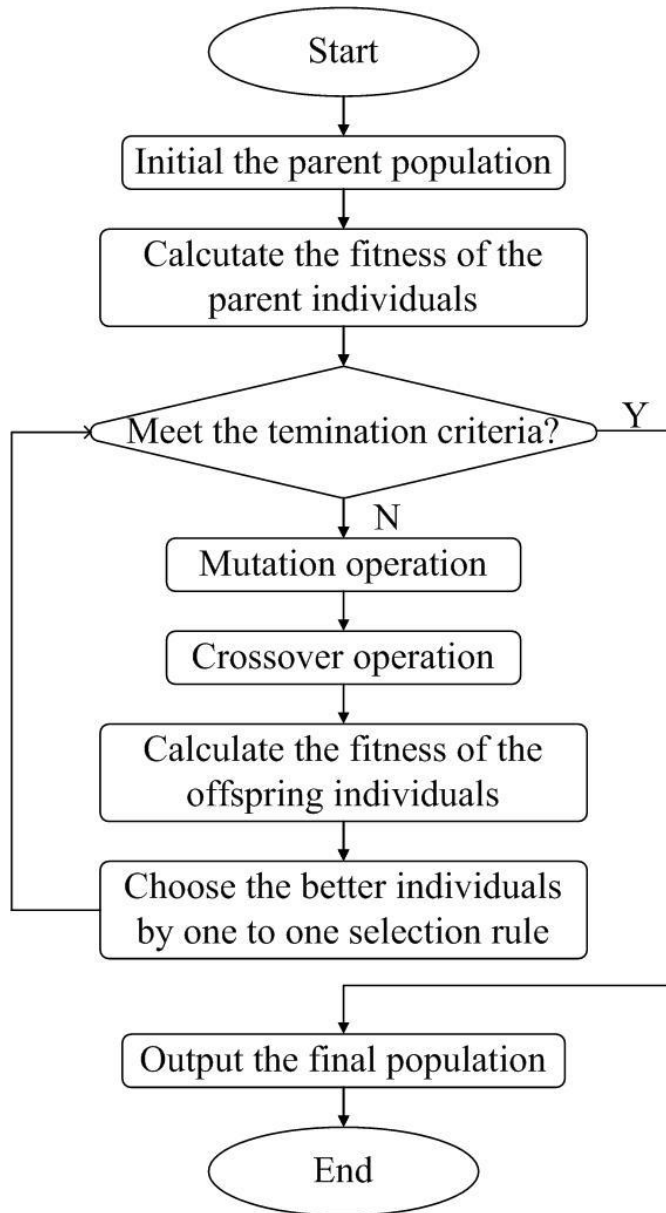 Start
Initial the parent population
Calcutate the fitness of the
parent individuals
Meet the temination criteria?
Y
N
Mutation operation
Crossover operation
Calculate the fitness of the
offspring individuals
Choose the better individuals
by one to one selection rule
Output the final population
End